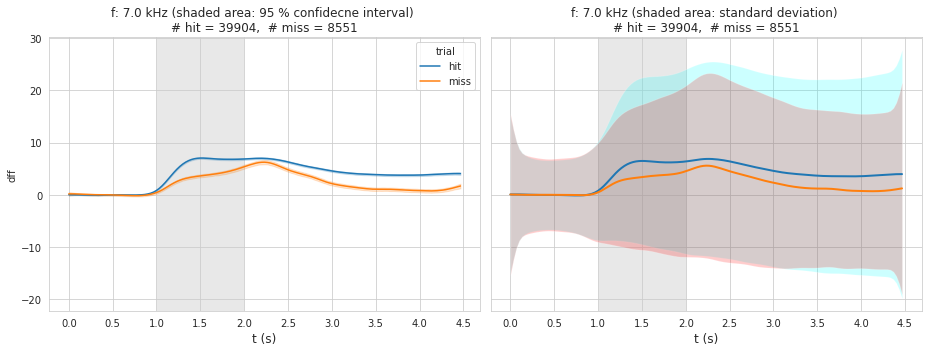 f: 7.0 kHz (shaded area: 95 % confidecne interval)
# hit = 39904, # miss = 8551
f: 7.0 kHz (shaded area: standard deviation)
# hit = 39904, # miss = 8551
trial
hit
miss
dff
30
20
10
0
−10
−20
0.0 0.5 1.0 1.5 2.0 2.5 3.0 3.5 4.0 4.5
t (s)
0.0 0.5 1.0 1.5 2.0 2.5 3.0 3.5 4.0 4.5
t (s)